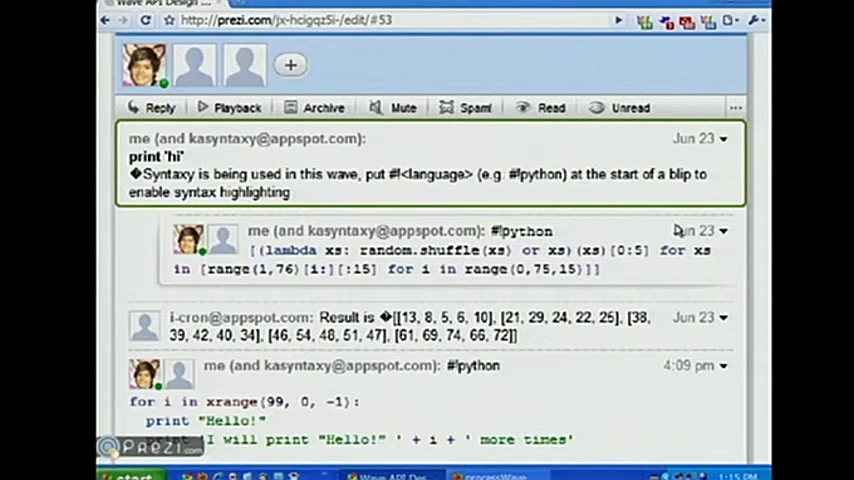 Wave API Design
http://prezi.com/jx-hcigqz5i-/edit/#53
+
Reply Playback Archive Mute Spam! Read Unread ...
me (and kasyntaxy@appspot.com): Jun 23
print 'hi'
�Syntaxy is being used in this wave, put #!<language> (e.g. #!python) at the start of a blip to
enable syntax highlighting
me (and kasyntaxy@appspot.com): #!python Jun 23
[(lambda xs: random.shuffle(xs) or xs)(xs)[0:5] for xs
in [range(1,76)[i:][:15] for i in range(0,75,15)]]
i-cron@appspot.com: Result is �[[13, 8, 5, 6, 10], [21, 29, 24, 22, 25], [38, Jun 23
39, 42, 40, 34], [46, 54, 48, 51, 47], [61, 69, 74, 66, 72]]
me (and kasyntaxy@appspot.com): #!python 4:09 pm
for i in xrange(99, 0, -1):
print "Hello!"
print 'I will print "Hello!" ' + i + ' more times'
PREZI.com
start Wave API Des... processWave 1:15 PM